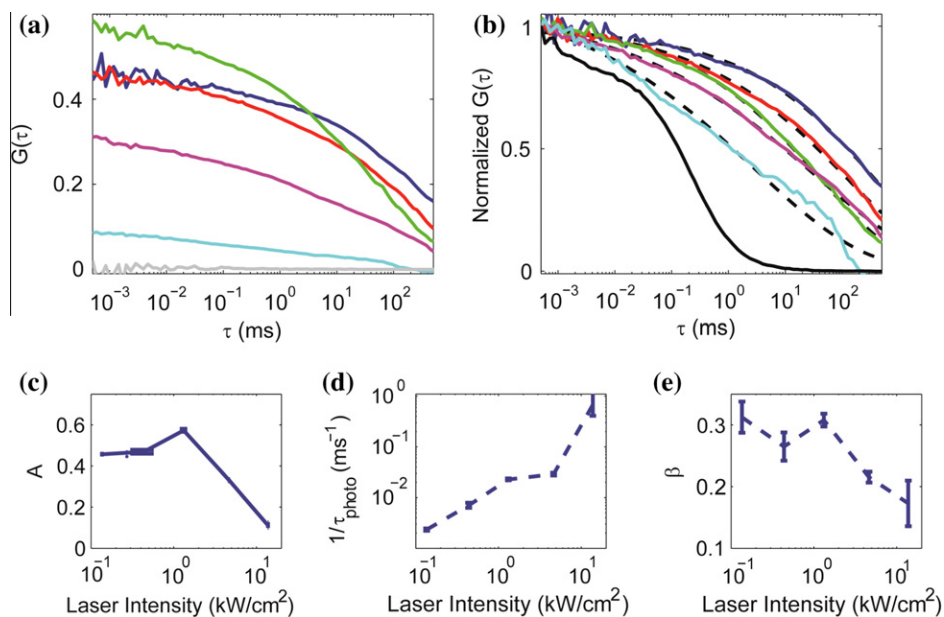 (a)
G(τ)
0.4
0.2
0
10⁻³ 10⁻² 10⁻¹ 10⁰ 10¹ 10²
τ (ms)
(b)
Normalized G(τ)
1
0.5
0
10⁻³ 10⁻² 10⁻¹ 10⁰ 10¹ 10²
τ (ms)
(c)
A
0.6
0.4
0.2
0
10⁻¹ 10⁰ 10¹
Laser Intensity (kW/cm²)
(d)
1/τphoto (ms⁻¹)
10⁰
10⁻¹
10⁻²
10⁻¹ 10⁰ 10¹
Laser Intensity (kW/cm²)
(e)
β
0.3
0.2
0.1
10⁻¹ 10⁰ 10¹
Laser Intensity (kW/cm²)